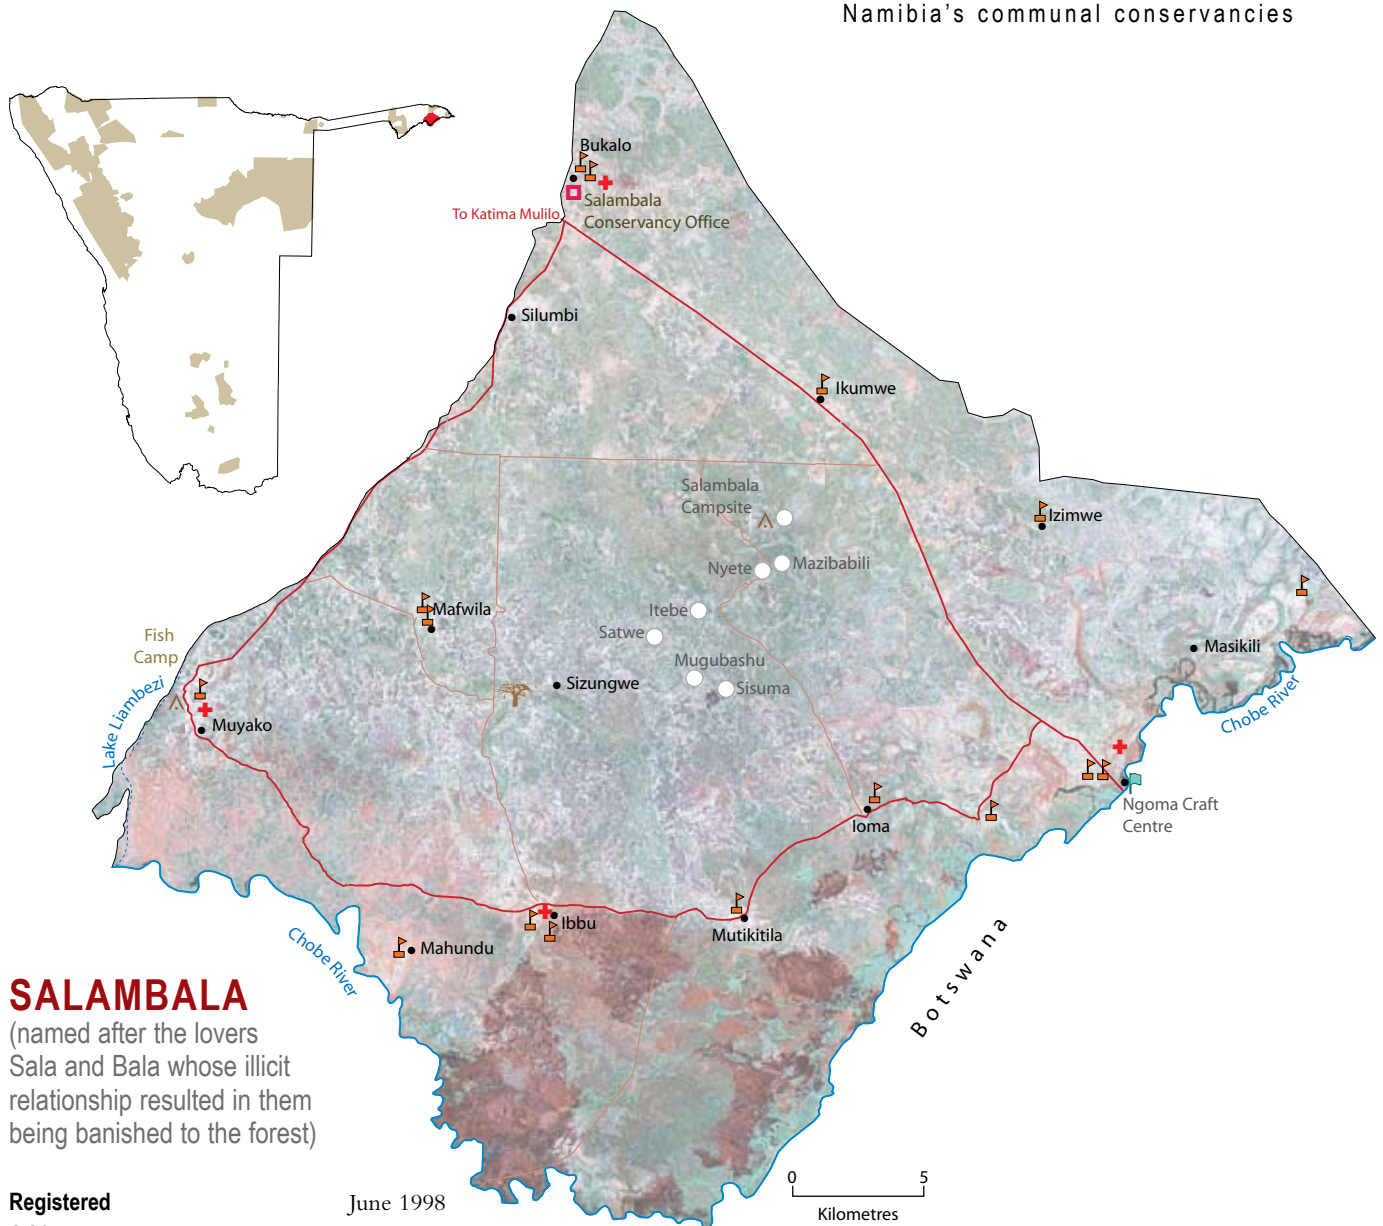 Namibia's communal conservancies
Bukalo
Salambala
Conservancy Office
To Katima Mulilo
Silumbi
Ikumwe
Salambala
Campsite
Izimwe
Nyete
Mazibabili
Mafwila
Itebe
Satwe
Fish
Camp
Masikili
Mugubashu
Sizungwe
Sisuma
Lake Liambezi
Chobe River
Muyako
Ngoma Craft
Centre
Ioma
Ibbu
Mutikitila
Mahundu
Chobe River
Botswana
SALAMBALA
(named after the lovers
Sala and Bala whose illicit
relationship resulted in them
being banished to the forest)
0 5
Kilometres
Registered June 1998